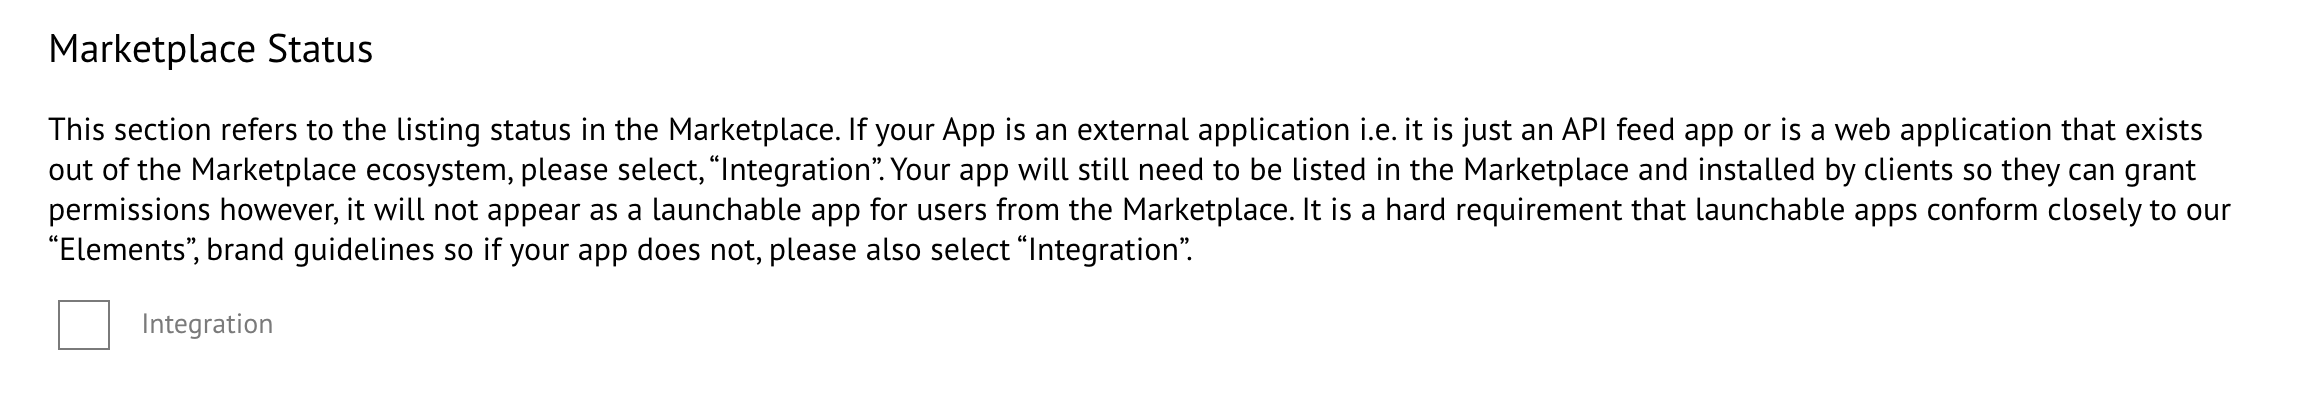 Marketplace Status
This section refers to the listing status in the Marketplace. If your App is an external application i.e. it is just an API feed app or is a web application that exists
out of the Marketplace ecosystem, please select, “Integration”. Your app will still need to be listed in the Marketplace and installed by clients so they can grant
permissions however, it will not appear as a launchable app for users from the Marketplace. It is a hard requirement that launchable apps conform closely to our
“Elements”, brand guidelines so if your app does not, please also select “Integration”.
Integration